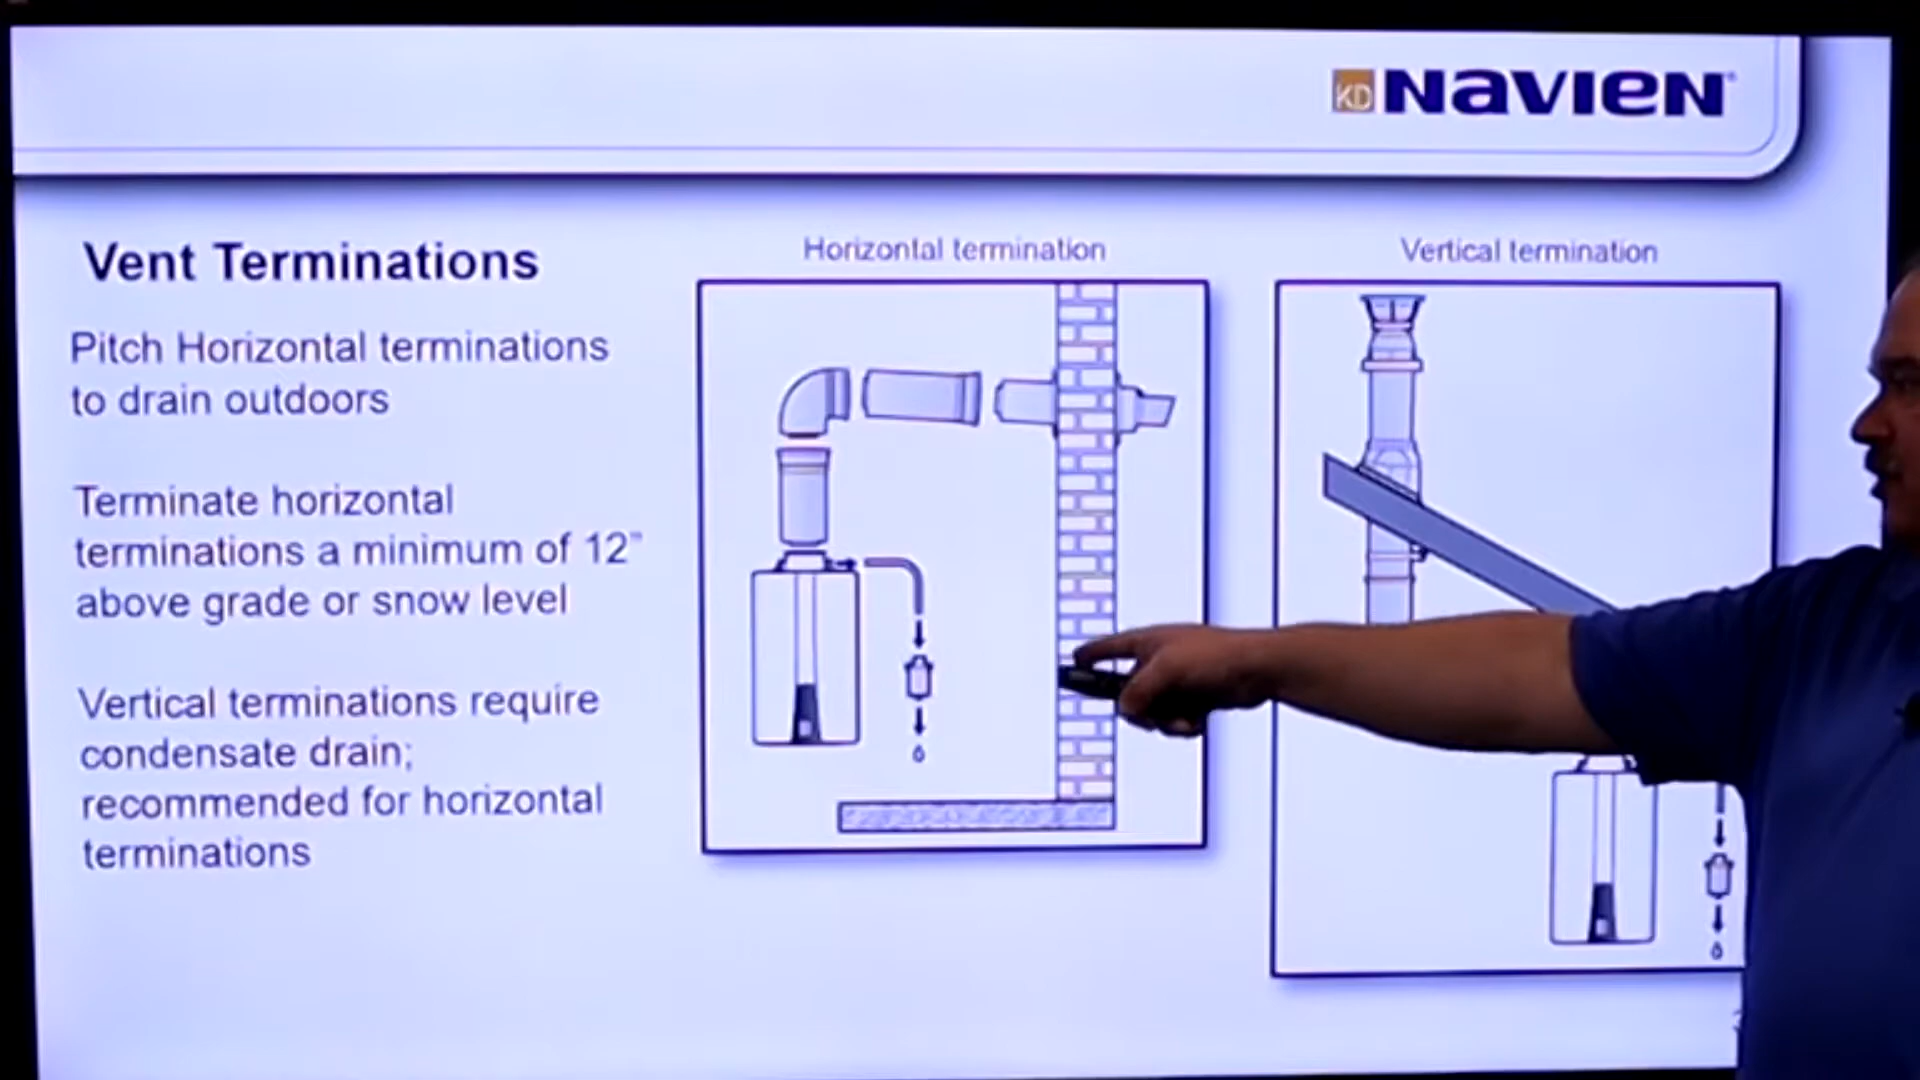 KD NAVIEN
Vent Terminations
Pitch Horizontal terminations
to drain outdoors
Terminate horizontal
terminations a minimum of 12"
above grade or snow level
Vertical terminations require
condensate drain;
recommended for horizontal
terminations
Horizontal termination
Vertical termination